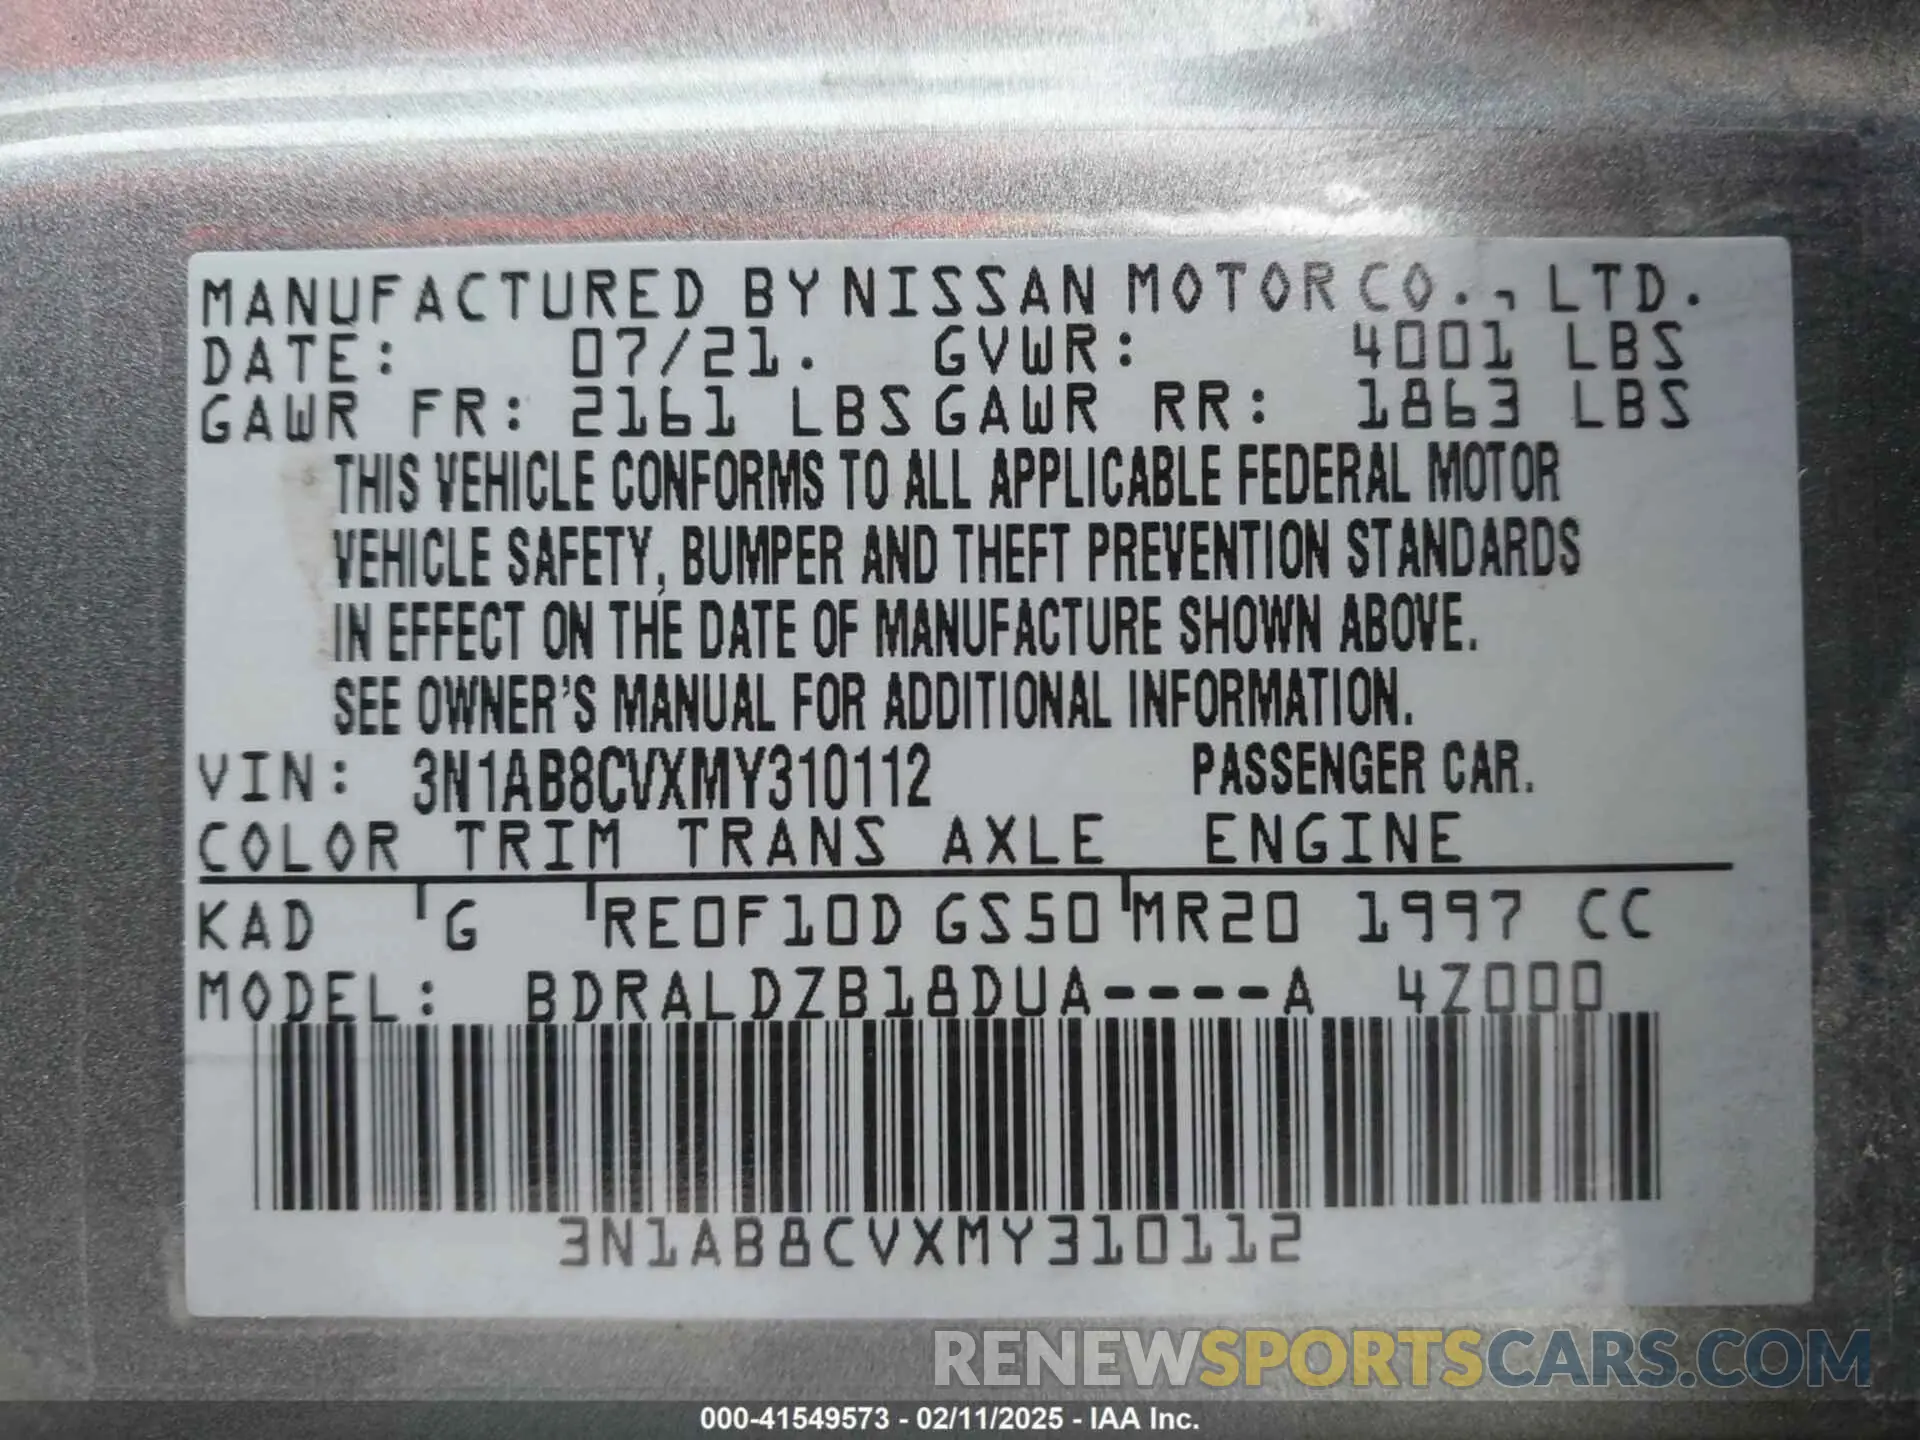 MANUFACTURED BY NISSAN MOTOR CO., LTD.
DATE: 07/21. GVWR: 4001 LBS
GAWR FR: 2161 LBS GAWR RR: 1863 LBS
THIS VEHICLE CONFORMS TO ALL APPLICABLE FEDERAL MOTOR
VEHICLE SAFETY, BUMPER AND THEFT PREVENTION STANDARDS
IN EFFECT ON THE DATE OF MANUFACTURE SHOWN ABOVE.
SEE OWNER'S MANUAL FOR ADDITIONAL INFORMATION.
VIN: 3N1AB8CVXMY310112 PASSENGER CAR.
COLOR TRIM TRANS AXLE ENGINE
KAD G RE0F10D GS50 MR20 1997 CC
MODEL: BDRALDZB18DUA----A 4Z000
3N1AB8CVXMY310112
RENEWSPORTSCARS.COM
000-41549573 - 02/11/2025 - IAA Inc.